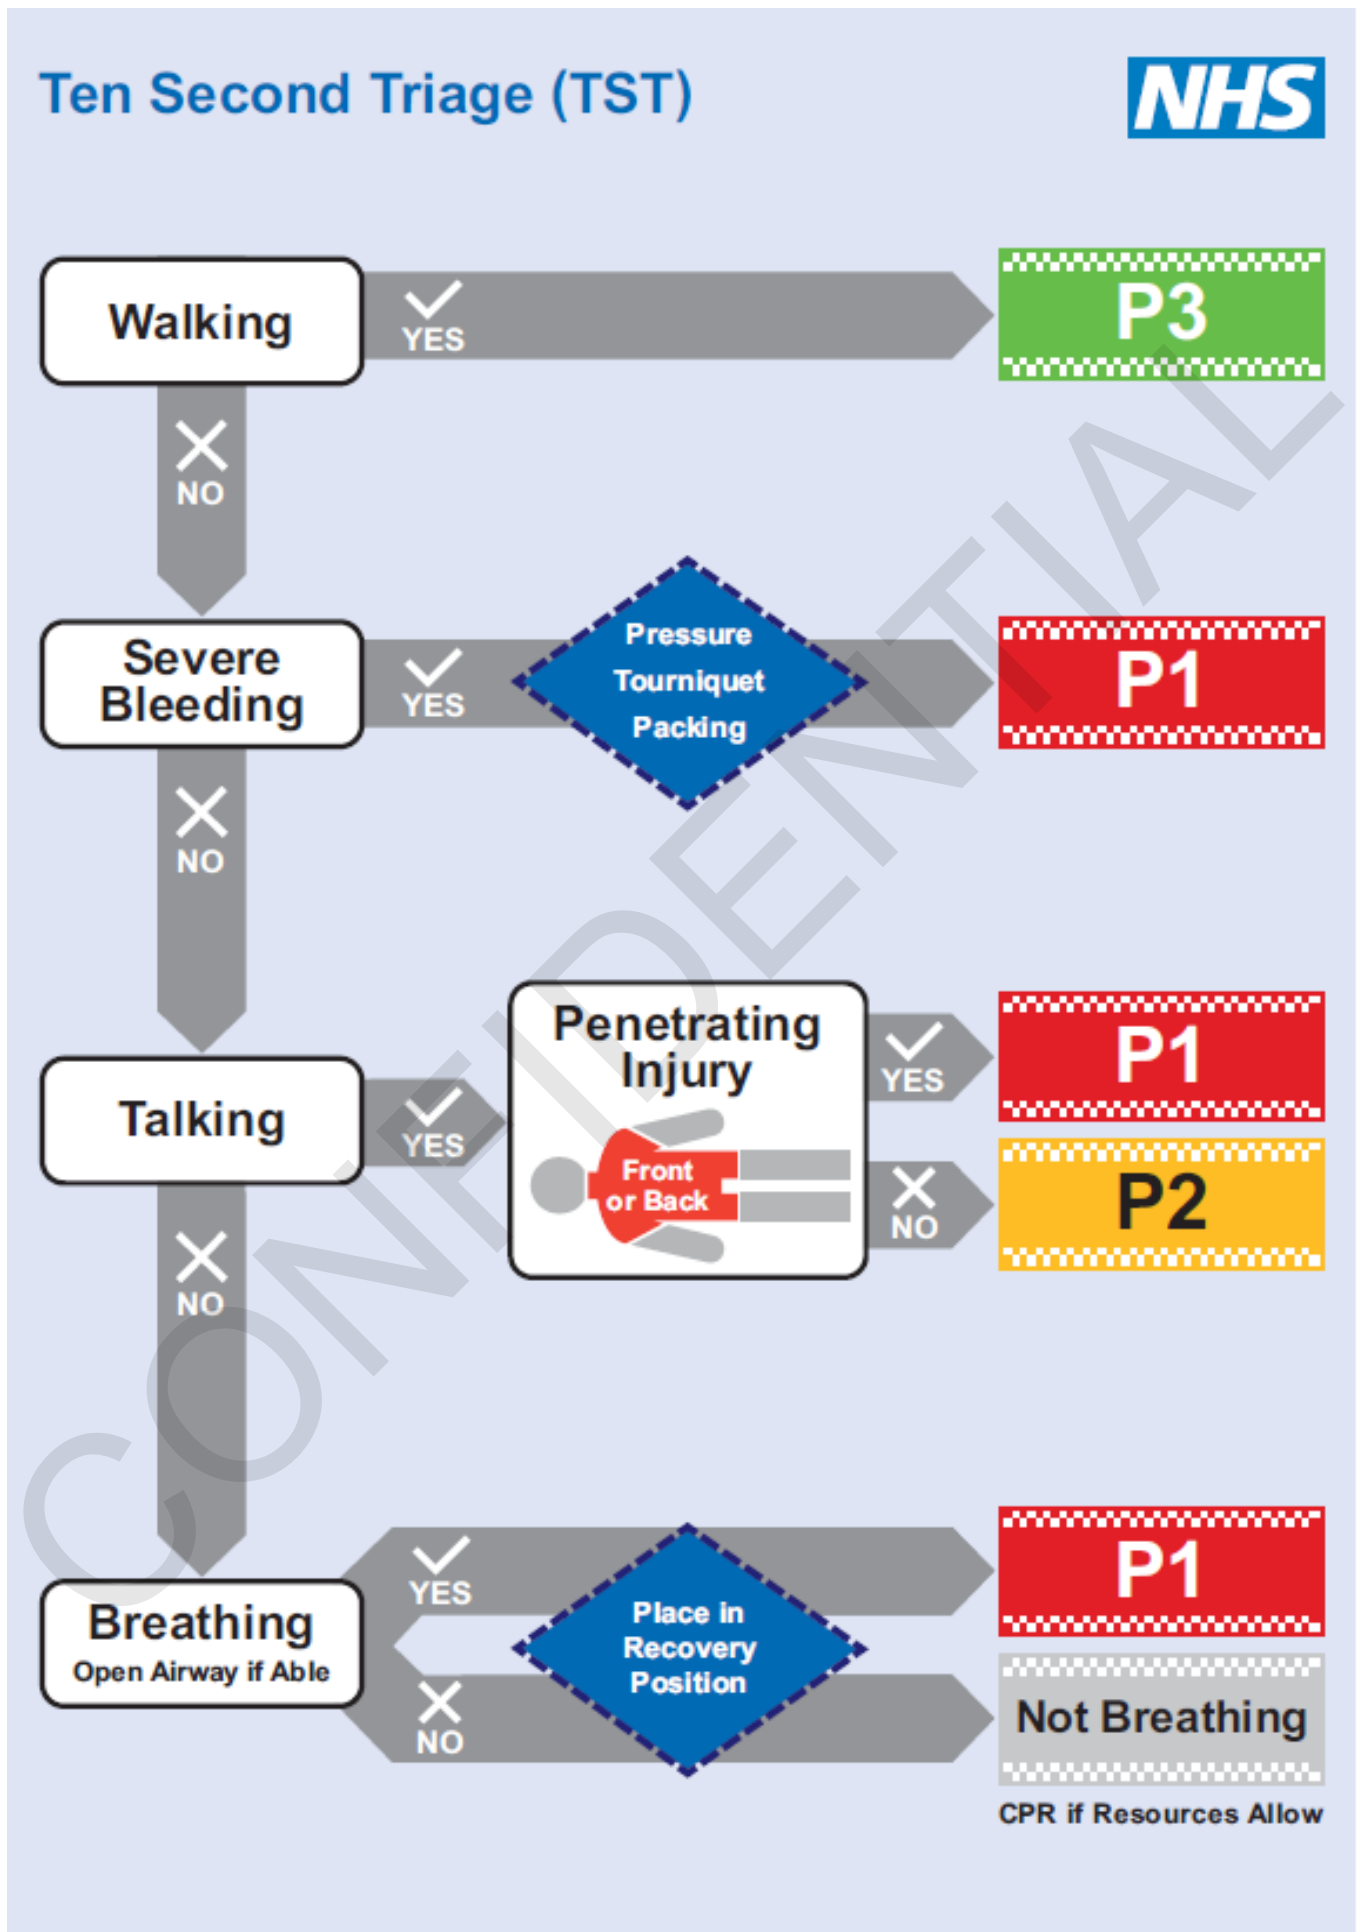 Ten Second Triage (TST)
NHS
Walking
YES
P3
NO
Severe
Bleeding
YES
Pressure
Tourniquet
Packing
P1
NO
Talking
YES
Penetrating
Injury
Front
or Back
YES
P1
NO
P2
NO
Breathing
Open Airway if Able
YES
Place in
Recovery
Position
P1
NO
Not Breathing
CPR if Resources Allow
CONFIDENTIAL